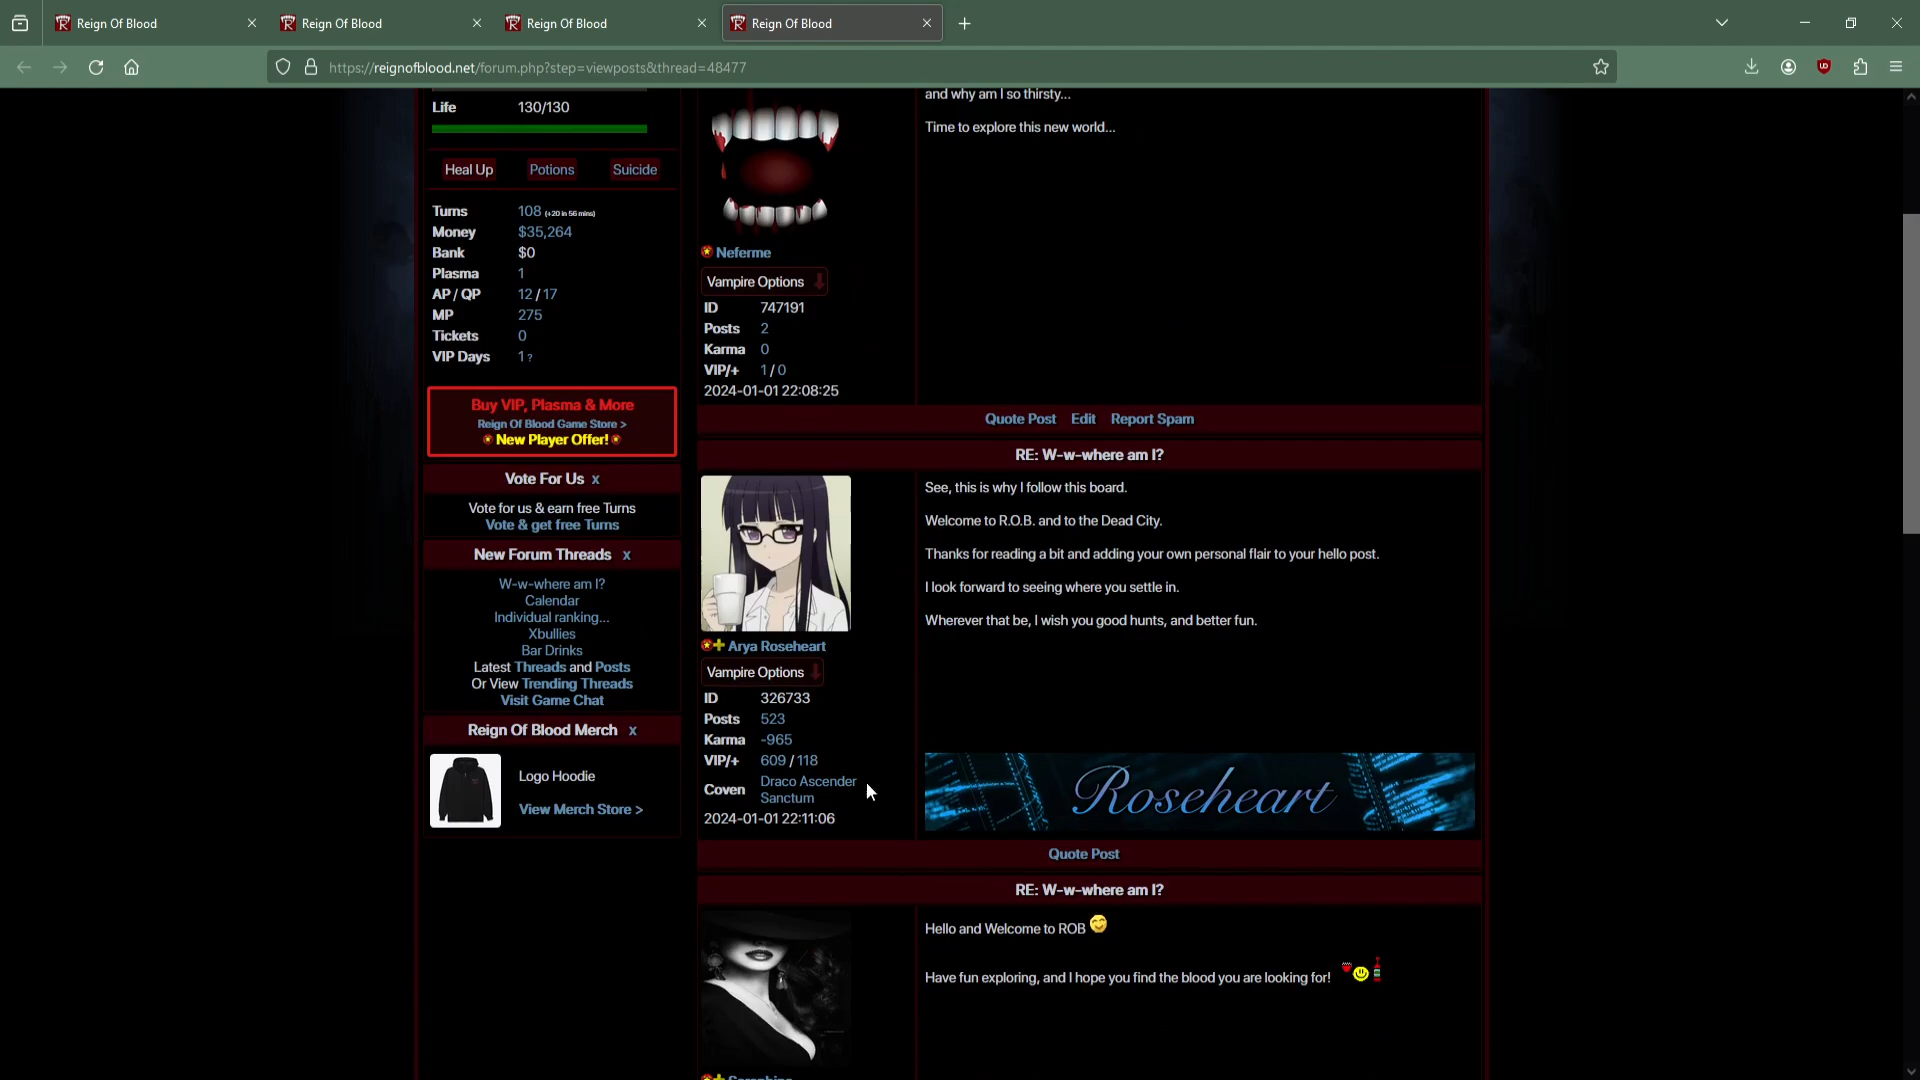 Reign Of Blood
Reign Of Blood
Reign Of Blood
Reign Of Blood
https://reignofblood.net/forum.php?step=viewposts&thread=48477
Life 130/130
Heal Up Potions Suicide
Turns 108 (+20 in 56 mins)
Money $35,264
Bank $0
Plasma 1
AP / QP 12 / 17
MP 275
Tickets 0
VIP Days 1 ?
Buy VIP, Plasma & More
Reign Of Blood Game Store >
New Player Offer!
Vote For Us x
Vote for us & earn free Turns
Vote & get free Turns
New Forum Threads x
W-w-where am I?
Calendar
Individual ranking...
Xbullies
Bar Drinks
Latest Threads and Posts
Or View Trending Threads
Visit Game Chat
Reign Of Blood Merch x
Logo Hoodie
View Merch Store >
and why am I so thirsty...
Time to explore this new world...
Neferme
Vampire Options
ID 747191
Posts 2
Karma 0
VIP/+ 1 / 0
2024-01-01 22:08:25
Quote Post Edit Report Spam
RE: W-w-where am I?
See, this is why I follow this board.
Welcome to R.O.B. and to the Dead City.
Thanks for reading a bit and adding your own personal flair to your hello post.
I look forward to seeing where you settle in.
Wherever that be, I wish you good hunts, and better fun.
Arya Roseheart
Vampire Options
ID 326733
Posts 523
Karma -965
VIP/+ 609 / 118
Coven Draco Ascender
Sanctum
2024-01-01 22:11:06
Roseheart
Quote Post
RE: W-w-where am I?
Hello and Welcome to ROB
Have fun exploring, and I hope you find the blood you are looking for!